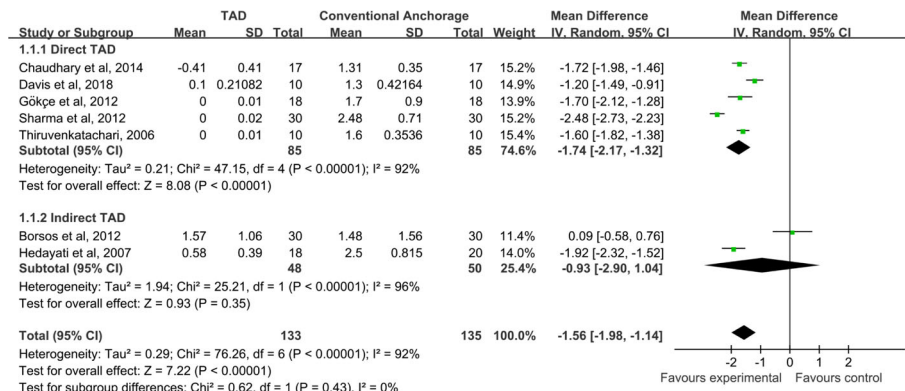 TAD Conventional Anchorage Mean Difference Mean Difference
Study or Subgroup Mean SD Total Mean SD Total Weight IV, Random, 95% CI IV, Random, 95% CI
1.1.1 Direct TAD
Chaudhary et al, 2014 -0.41 0.41 17 1.31 0.35 17 15.2% -1.72 [-1.98, -1.46]
Davis et al, 2018 0.1 0.21082 10 1.3 0.42164 10 15.0% -1.20 [-1.49, -0.91]
Gökçe et al, 2012 0 0.01 18 1.7 0.9 18 13.9% -1.70 [-2.12, -1.28]
Sharma et al, 2012 0 0.02 30 2.48 0.71 30 15.2% -2.48 [-2.73, -2.23]
Thiruvenkatachari, 2006 0 0.01 10 1.6 0.3536 10 15.4% -1.60 [-1.82, -1.38]
Subtotal (95% CI) 85 85 74.6% -1.74 [-2.17, -1.32]
Heterogeneity: Tau² = 0.21; Chi² = 47.15, df = 4 (P < 0.00001); I² = 92%
Test for overall effect: Z = 8.08 (P < 0.00001)
1.1.2 Indirect TAD
Borsos et al, 2012 1.57 1.06 30 1.48 1.56 30 11.4% 0.09 [-0.58, 0.76]
Hedayati et al, 2007 0.58 0.39 18 2.5 0.815 20 14.0% -1.92 [-2.32, -1.52]
Subtotal (95% CI) 48 50 25.4% -0.93 [-2.90, 1.04]
Heterogeneity: Tau² = 1.94; Chi² = 25.21, df = 1 (P < 0.00001); I² = 96%
Test for overall effect: Z = 0.93 (P = 0.35)
Total (95% CI) 133 135 100.0% -1.56 [-1.98, -1.14]
Heterogeneity: Tau² = 0.29; Chi² = 76.26, df = 6 (P < 0.00001); I² = 92%
Test for overall effect: Z = 7.22 (P < 0.00001)
Test for subgroup differences: Chi² = 0.62, df = 1 (P = 0.43), I² = 0%
-2 -1 0 1 2
Favours experimental Favours control